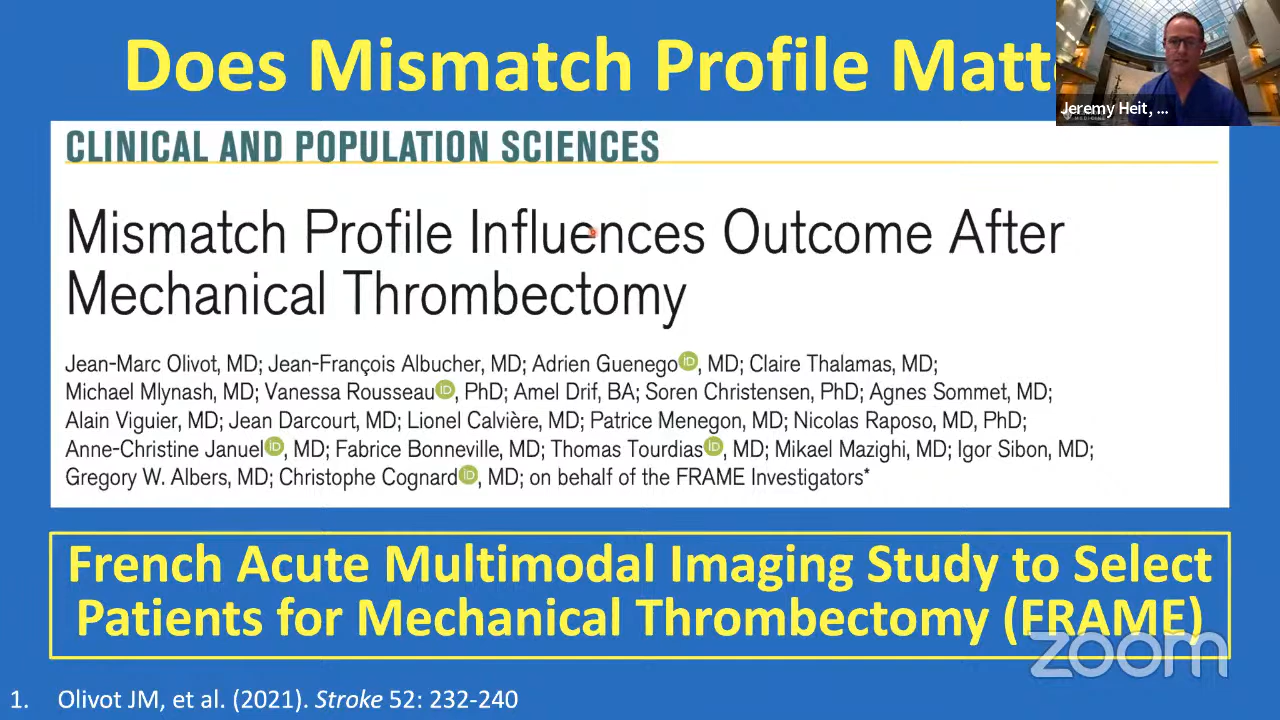 Does Mismatch Profile Matt
Jeremy Heit, ...
CLINICAL AND POPULATION SCIENCES
Mismatch Profile Influences Outcome After
Mechanical Thrombectomy
Jean-Marc Olivot, MD; Jean-François Albucher, MD; Adrien Guenego iD, MD; Claire Thalamas, MD;
Michael Mlynash, MD; Vanessa Rousseau iD, PhD; Amel Drif, BA; Soren Christensen, PhD; Agnes Sommet, MD;
Alain Viguier, MD; Jean Darcourt, MD; Lionel Calvière, MD; Patrice Menegon, MD; Nicolas Raposo, MD, PhD;
Anne-Christine Januel iD, MD; Fabrice Bonneville, MD; Thomas Tourdias iD, MD; Mikael Mazighi, MD; Igor Sibon, MD;
Gregory W. Albers, MD; Christophe Cognard iD, MD; on behalf of the FRAME Investigators*
French Acute Multimodal Imaging Study to Select
Patients for Mechanical Thrombectomy (FRAME)
zoom
1. Olivot JM, et al. (2021). Stroke 52: 232-240